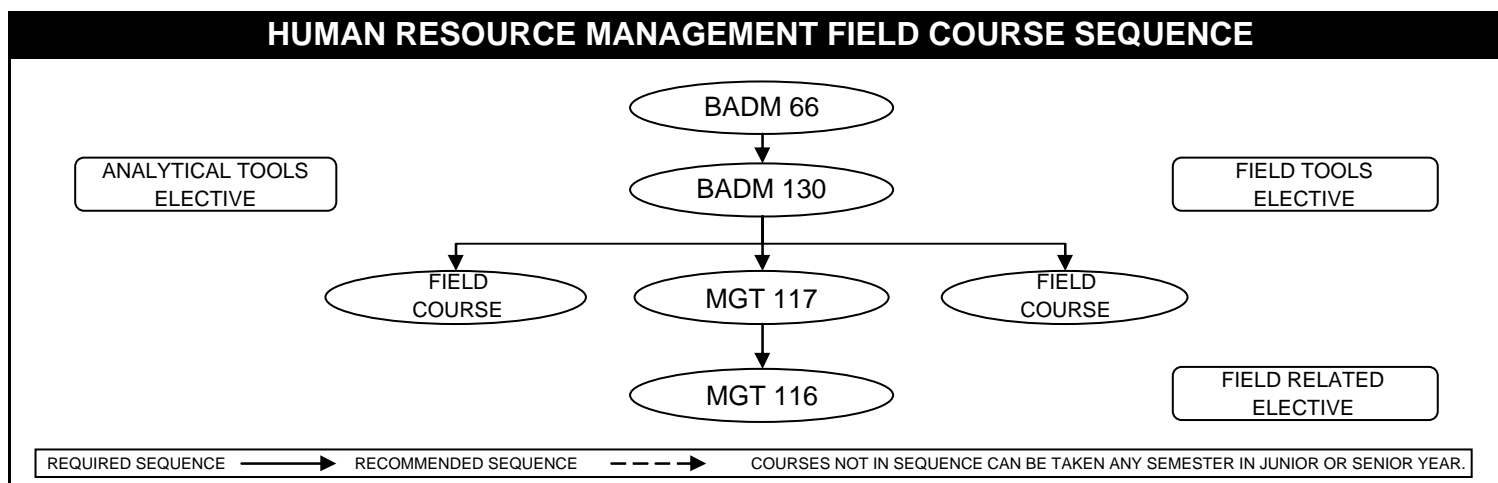 HUMAN RESOURCE MANAGEMENT FIELD COURSE SEQUENCE
BADM 66
ANALYTICAL TOOLS
ELECTIVE
BADM 130
FIELD TOOLS
ELECTIVE
FIELD
COURSE
MGT 117
FIELD
COURSE
MGT 116
FIELD RELATED
ELECTIVE
REQUIRED SEQUENCE RECOMMENDED SEQUENCE COURSES NOT IN SEQUENCE CAN BE TAKEN ANY SEMESTER IN JUNIOR OR SENIOR YEAR.